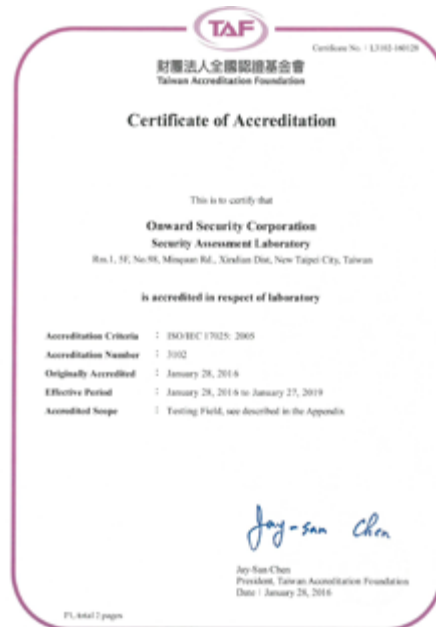 TAF
Certificate No. : L3102-160128
財團法人全國認證基金會
Taiwan Accreditation Foundation
Certificate of Accreditation
This is to certify that
Onward Security Corporation
Security Assessment Laboratory
Rm.1, 5F, No.98, Minquan Rd., Xindian Dist, New Taipei City, Taiwan
is accredited in respect of laboratory
Accreditation Criteria : ISO/IEC 17025: 2005
Accreditation Number : 3102
Originally Accredited : January 28, 2016
Effective Period : January 28, 2016 to January 27, 2019
Accredited Scope : Testing Field, see described in the Appendix
Jay-san Chen
Jay-San Chen
President, Taiwan Accreditation Foundation
Date : January 28, 2016
P1, total 2 pages